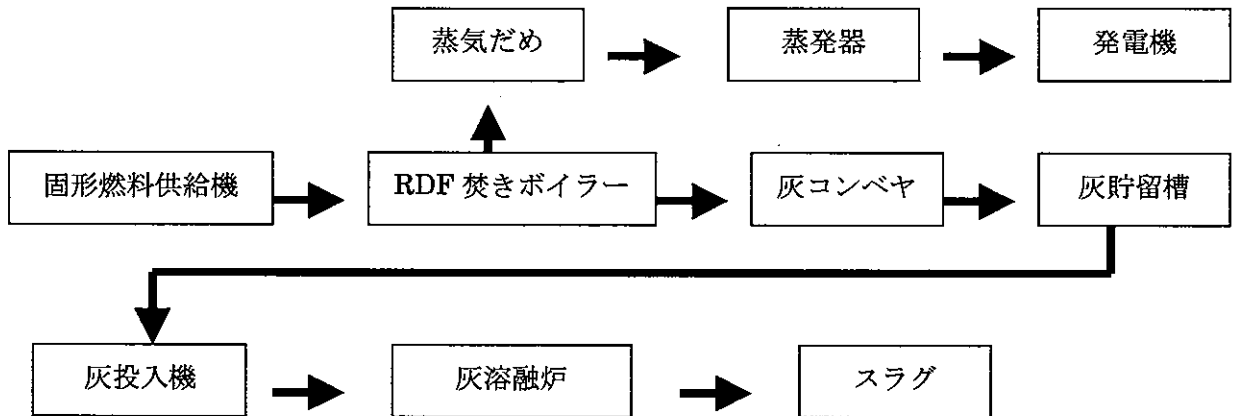 蒸気だめ
蒸発器
発電機
固形燃料供給機
RDF 焚きボイラー
灰コンベヤ
灰貯留槽
灰投入機
灰溶融炉
スラグ